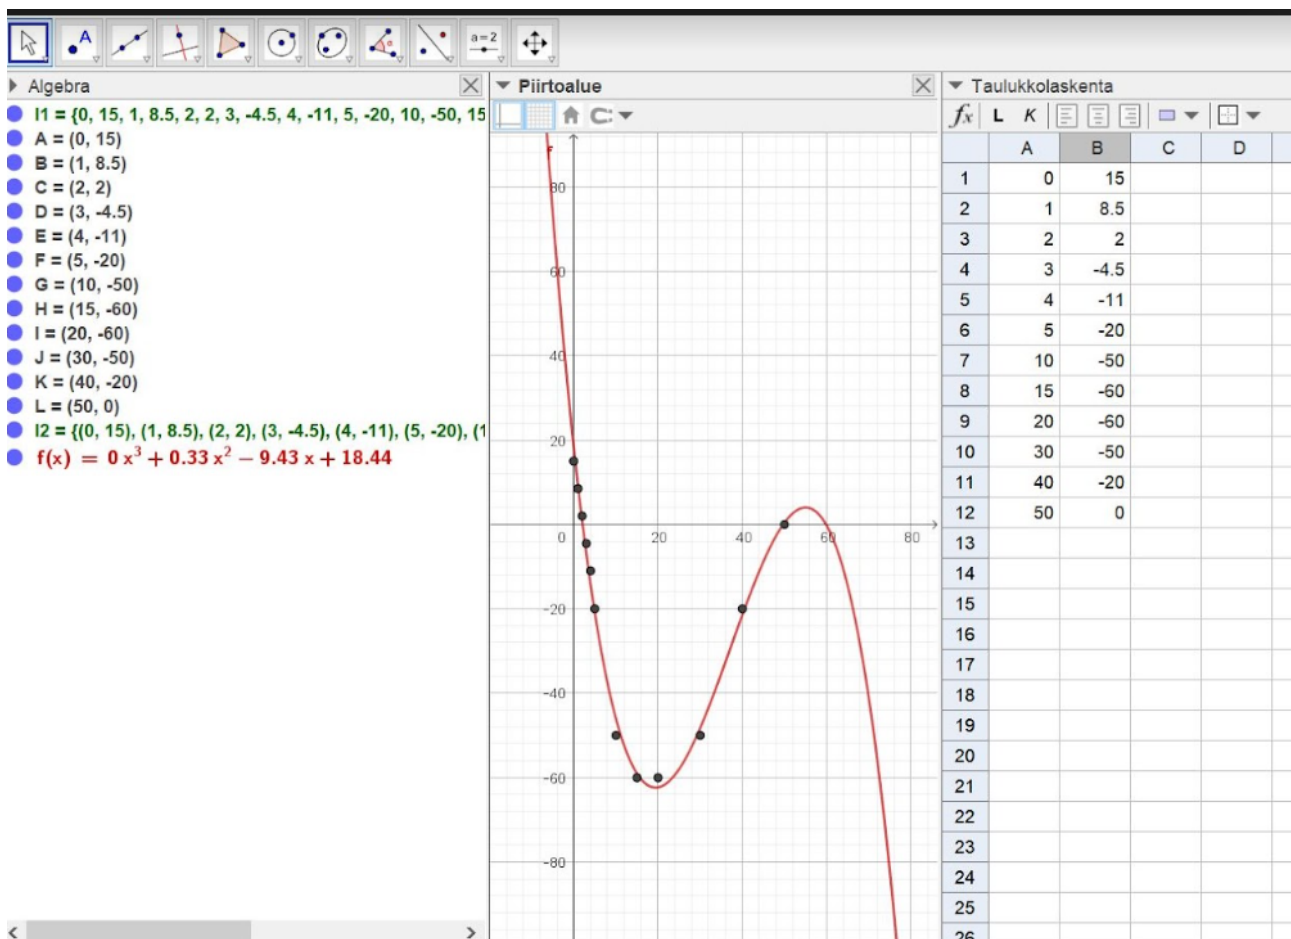 A
α
a = 2
Algebra
l1 = {0, 15, 1, 8.5, 2, 2, 3, -4.5, 4, -11, 5, -20, 10, -50, 15
A = (0, 15)
B = (1, 8.5)
C = (2, 2)
D = (3, -4.5)
E = (4, -11)
F = (5, -20)
G = (10, -50)
H = (15, -60)
I = (20, -60)
J = (30, -50)
K = (40, -20)
L = (50, 0)
l2 = {(0, 15), (1, 8.5), (2, 2), (3, -4.5), (4, -11), (5, -20), (1
f(x) = 0 x³ + 0.33 x² − 9.43 x + 18.44
Piirtoalue
f
80
60
40
20
0 20 40 60 80
-20
-40
-60
-80
Taulukkolaskenta
fx L K
A B C D
1 0 15
2 1 8.5
3 2 2
4 3 -4.5
5 4 -11
6 5 -20
7 10 -50
8 15 -60
9 20 -60
10 30 -50
11 40 -20
12 50 0
13
14
15
16
17
18
19
20
21
22
23
24
25
26